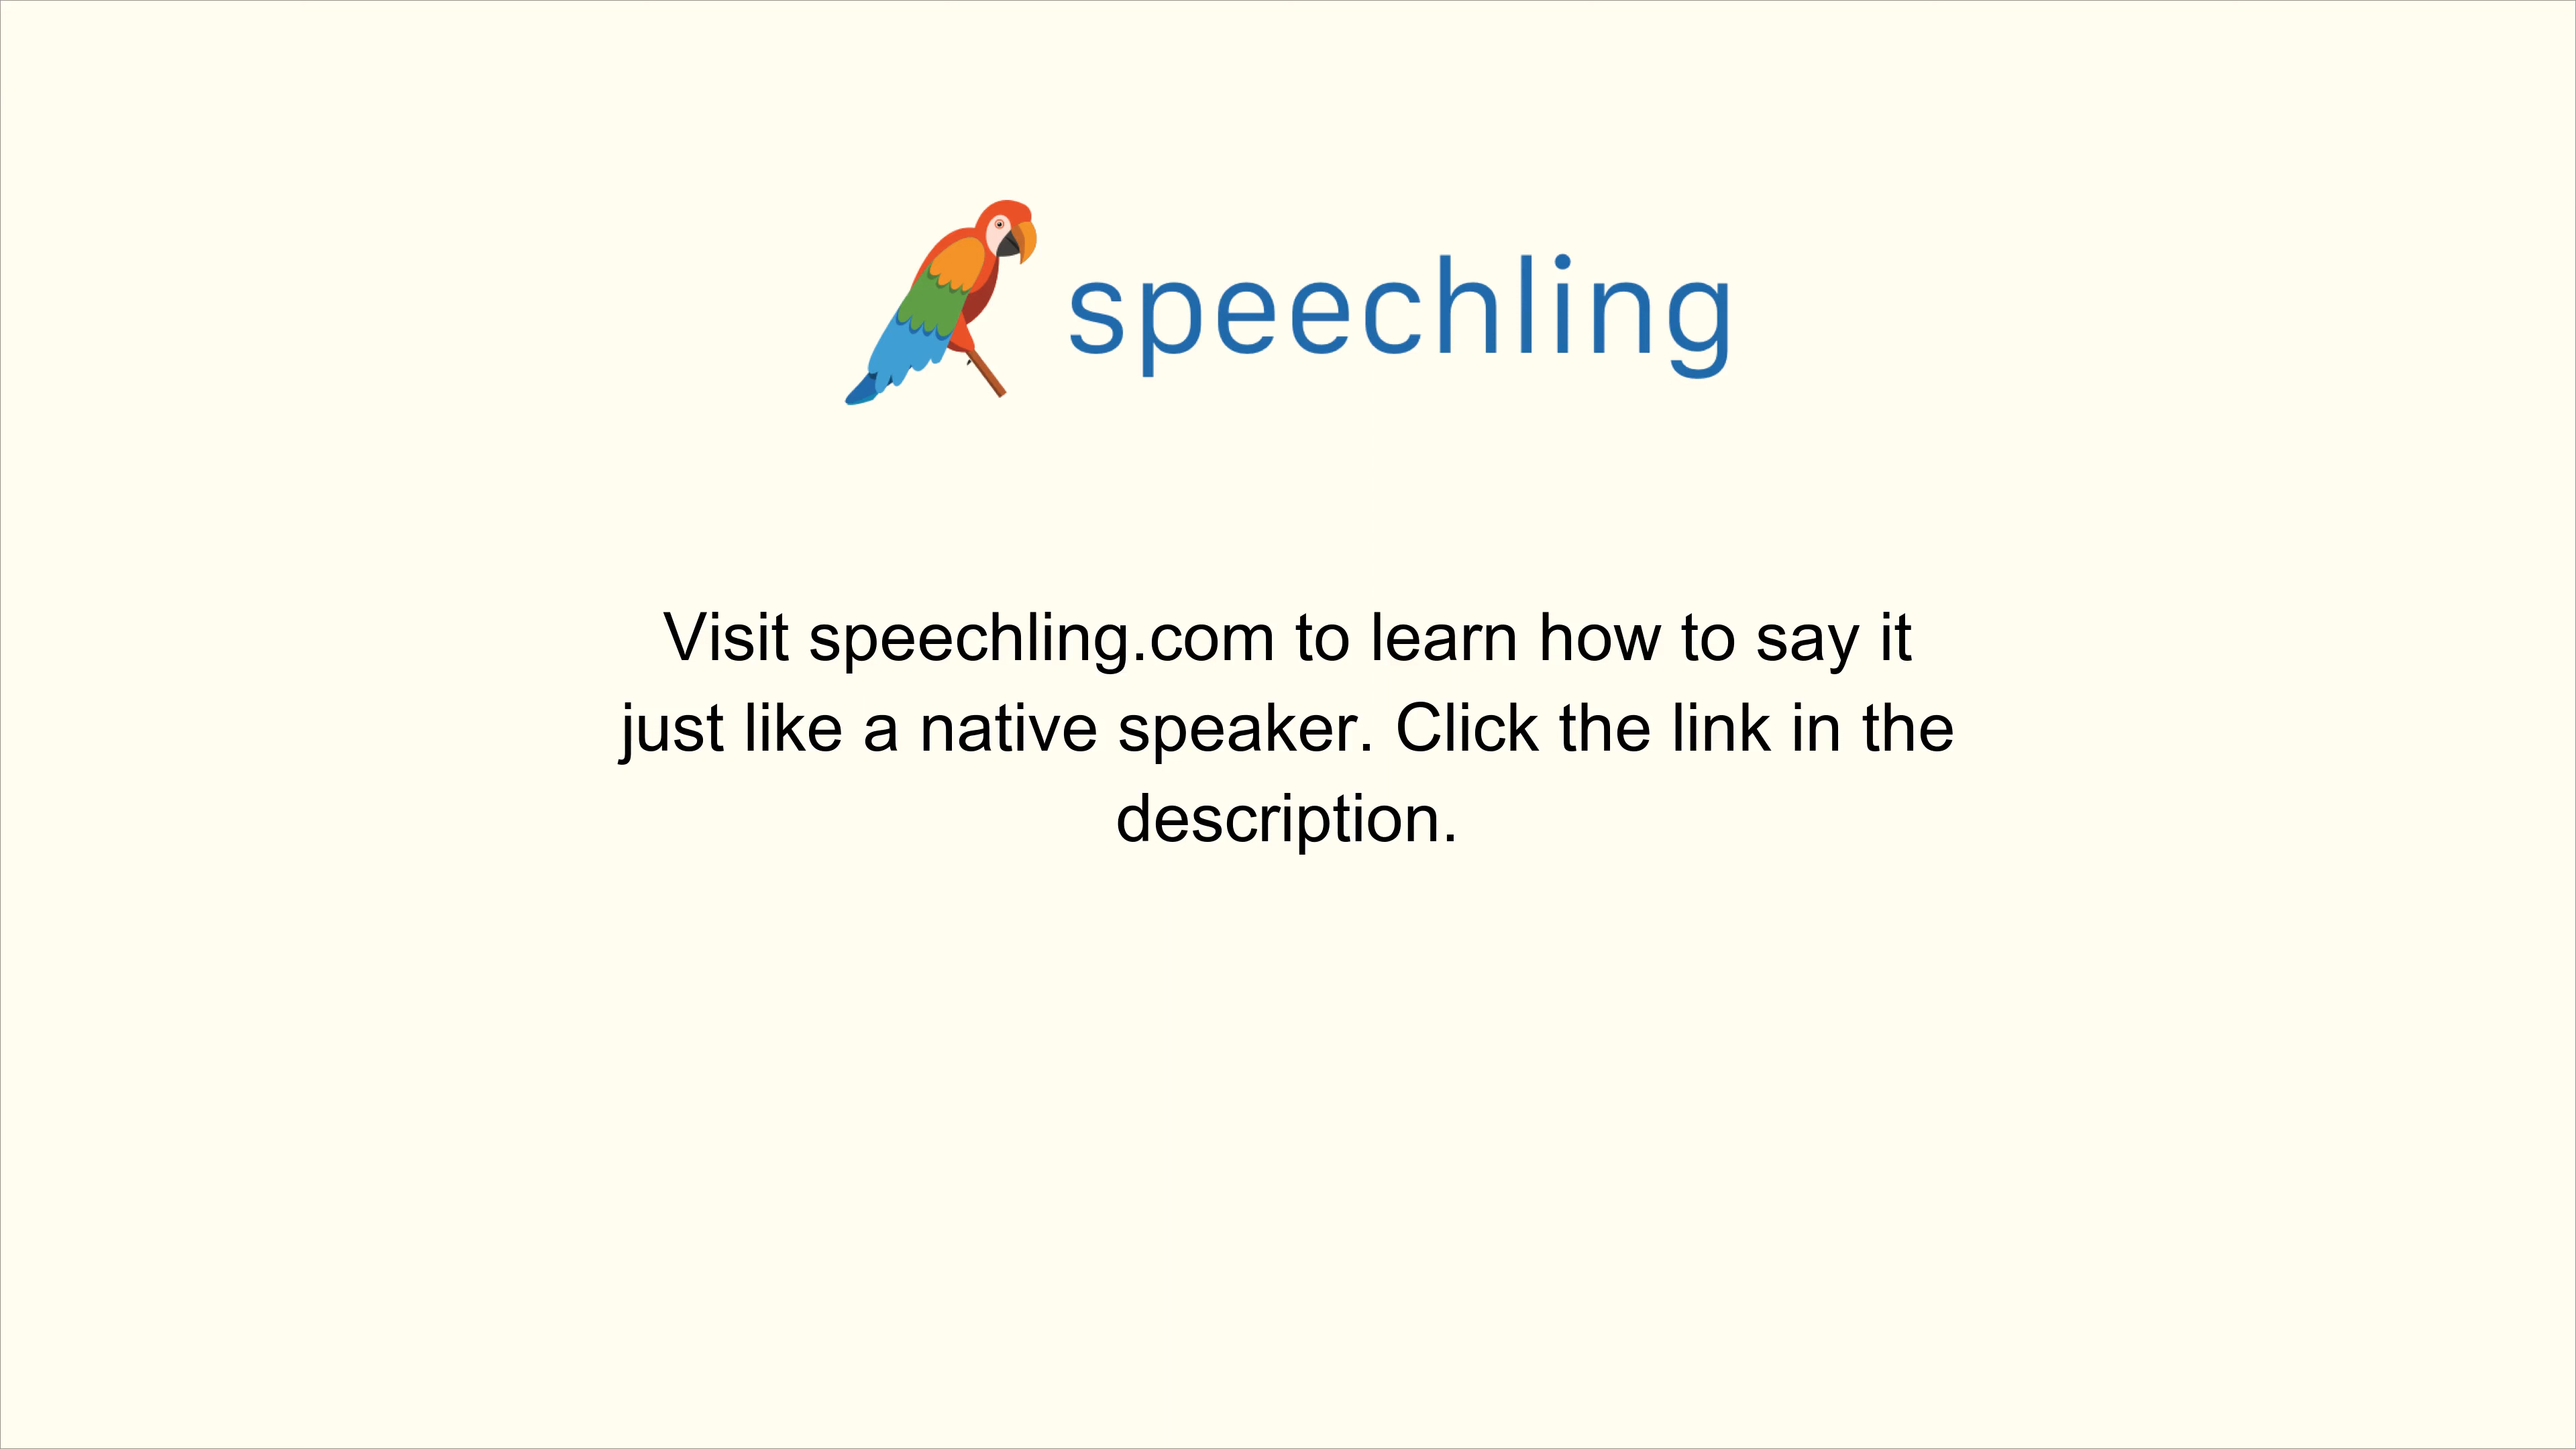 speechling
Visit speechling.com to learn how to say it
just like a native speaker. Click the link in the
description.